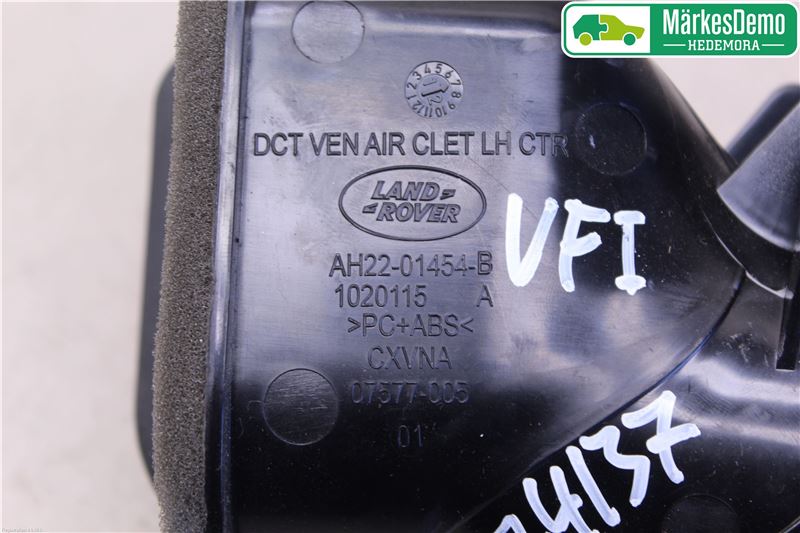 MärkesDemo
HEDEMORA
DCT VEN AIR CLET LH CTR
LAND
ROVER
AH22-01454-B
1020115 A
>PC+ABS<
CXVNA
07577-005
01
VFI
4137